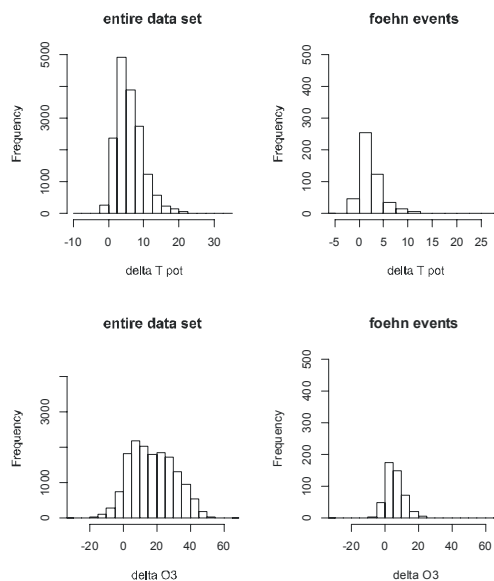 entire data set
foehn events
Frequency
0 1000 3000 5000
-10 0 10 20 30
delta T pot
Frequency
0 100 200 300 400 500
-5 0 5 10 15 20 25
delta T pot
entire data set
foehn events
Frequency
0 1000 3000
-20 0 20 40 60
delta O3
Frequency
0 100 200 300 400 500
-20 0 20 40 60
delta O3